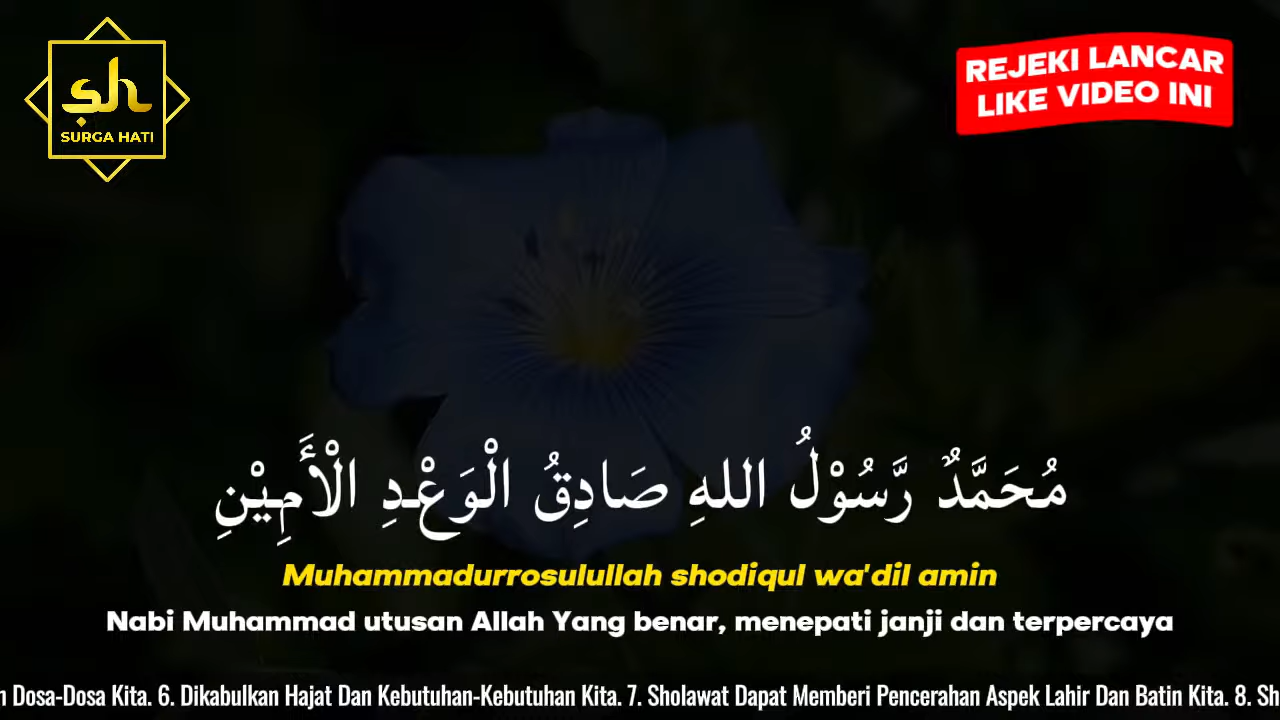 sh
SURGA HATI
REJEKI LANCAR
LIKE VIDEO INI
مُحَمَّدٌ رَّسُوْلُ اللهِ صَادِقُ الْوَعْدِ الْأَمِيْنِ
Muhammadurrosulullah shodiqul wa'dil amin
Nabi Muhammad utusan Allah Yang benar, menepati janji dan terpercaya
Dosa-Dosa Kita. 6. Dikabulkan Hajat Dan Kebutuhan-Kebutuhan Kita. 7. Sholawat Dapat Memberi Pencerahan Aspek Lahir Dan Batin Kita. 8.